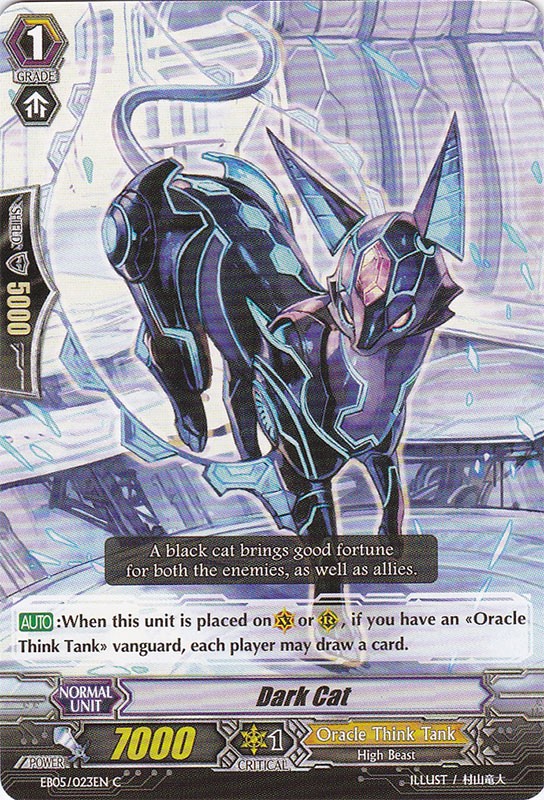 1
GRADE
SHIELD
5000
A black cat brings good fortune
for both the enemies, as well as allies.
AUTO:When this unit is placed on V or R, if you have an «Oracle
Think Tank» vanguard, each player may draw a card.
NORMAL
UNIT
Dark Cat
POWER
7000
1
CRITICAL
Oracle Think Tank
High Beast
EB05/023EN C
ILLUST / 村山竜大